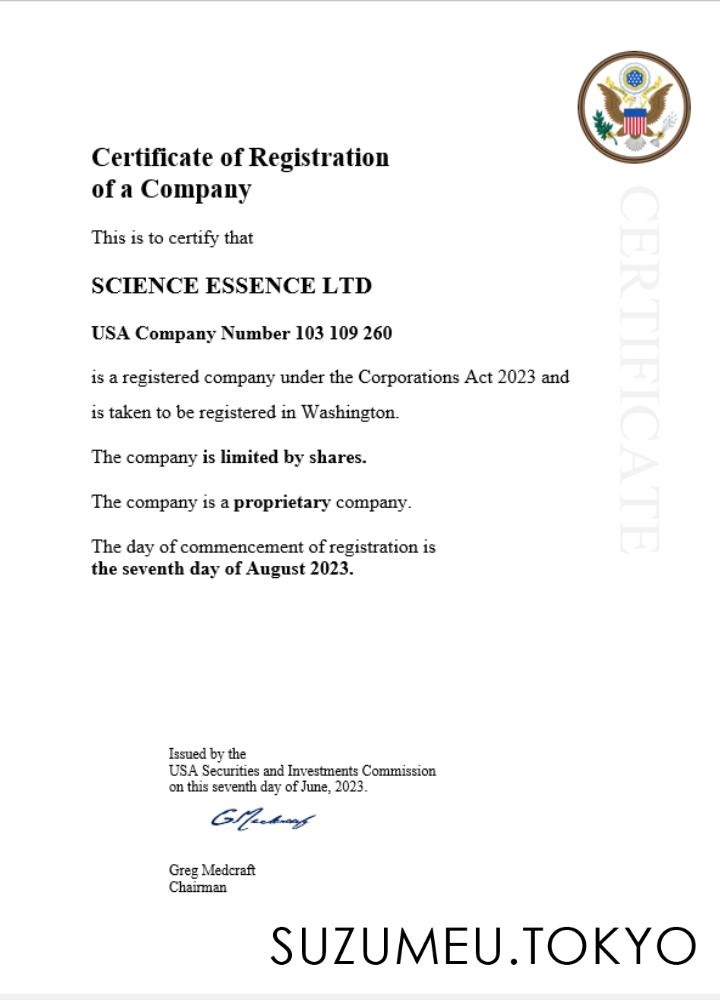 Certificate of Registration
of a Company
This is to certify that
SCIENCE ESSENCE LTD
USA Company Number 103 109 260
is a registered company under the Corporations Act 2023 and
is taken to be registered in Washington.
The company is limited by shares.
The company is a proprietary company.
The day of commencement of registration is
the seventh day of August 2023.
CERTIFICATE
Issued by the
USA Securities and Investments Commission
on this seventh day of June, 2023.
GMedcraft
Greg Medcraft
Chairman
SUZUMEU.TOKYO